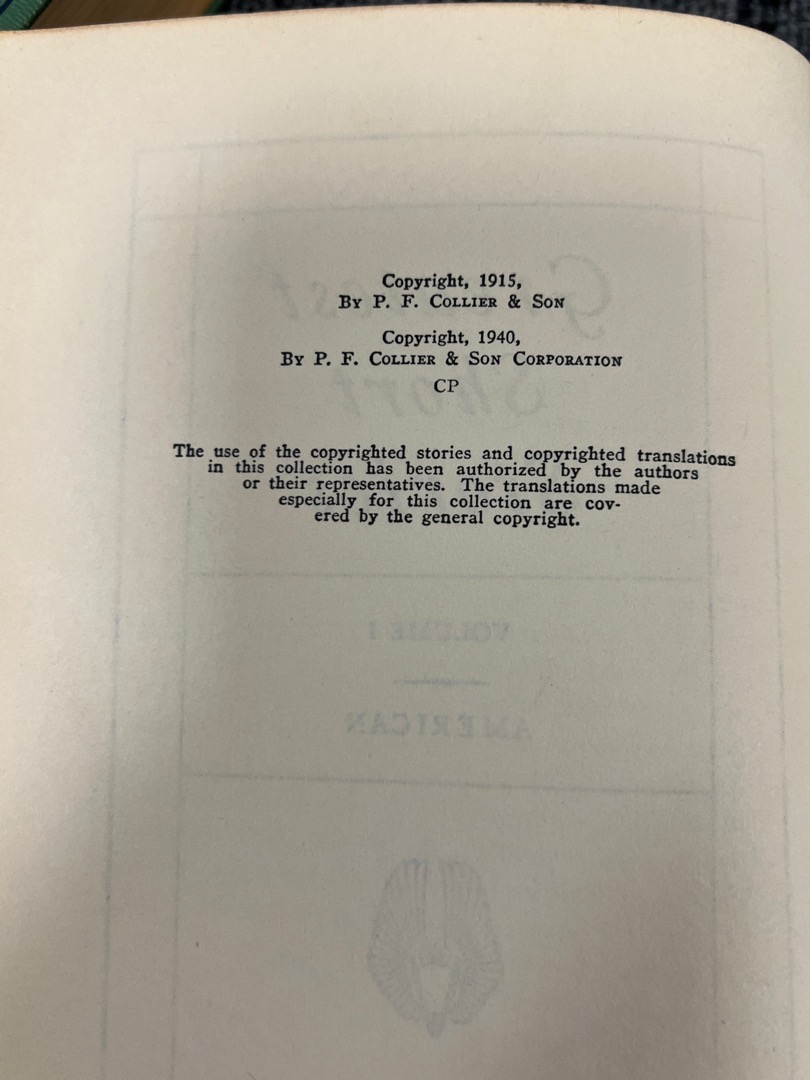 Copyright, 1915,
By P. F. Collier & Son
Copyright, 1940,
By P. F. Collier & Son Corporation
CP
The use of the copyrighted stories and copyrighted translations
in this collection has been authorized by the authors
or their representatives. The translations made
especially for this collection are cov-
ered by the general copyright.
VOLUME I
AMERICAN